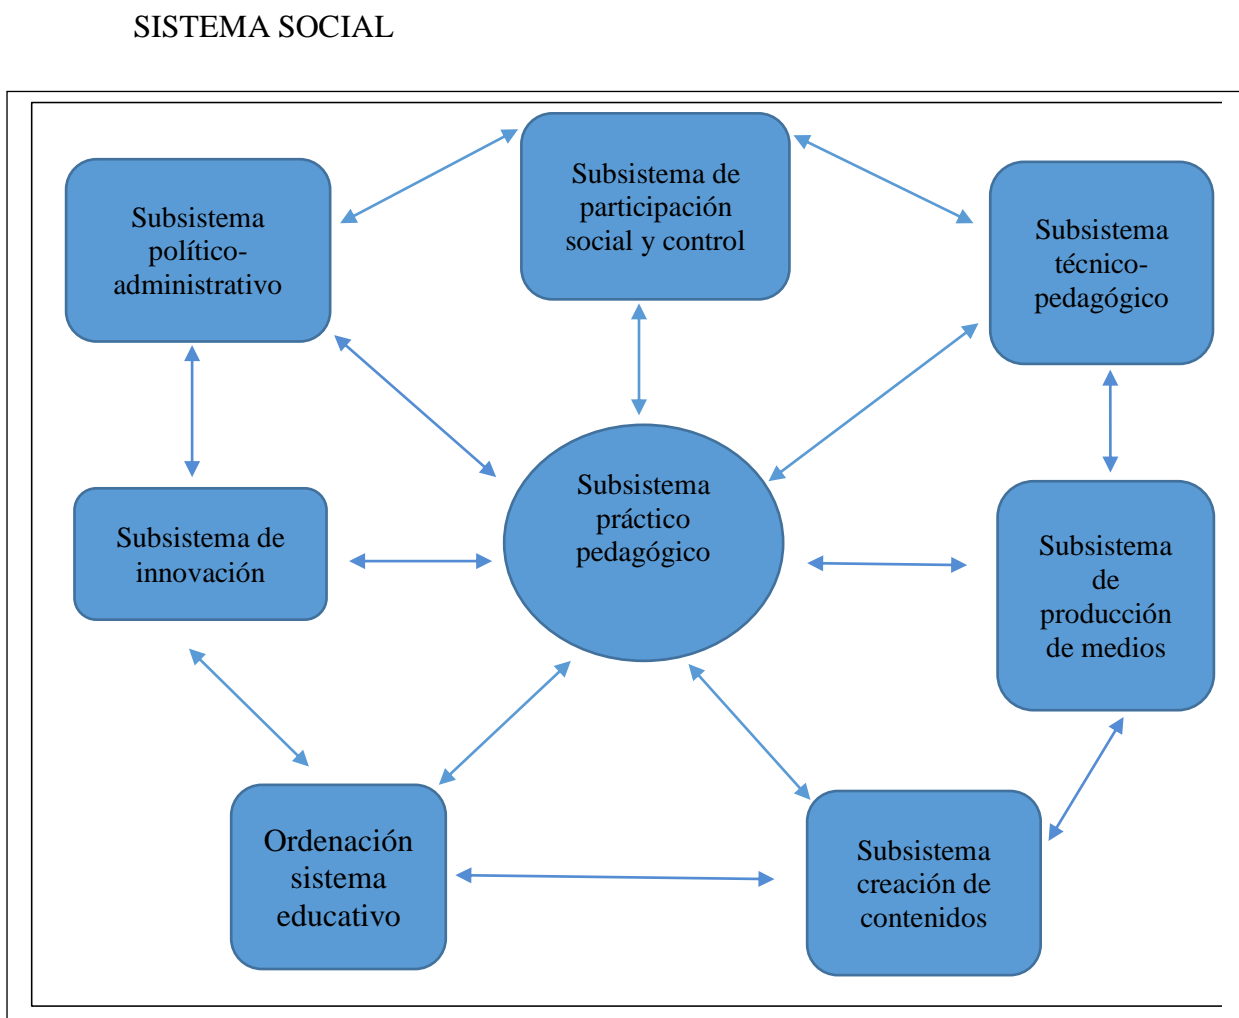 SISTEMA SOCIAL
Subsistema
político-
administrativo
Subsistema de
participación
social y control
Subsistema
técnico-
pedagógico
Subsistema de
innovación
Subsistema
práctico
pedagógico
Subsistema
de
producción
de medios
Ordenación
sistema
educativo
Subsistema
creación de
contenidos